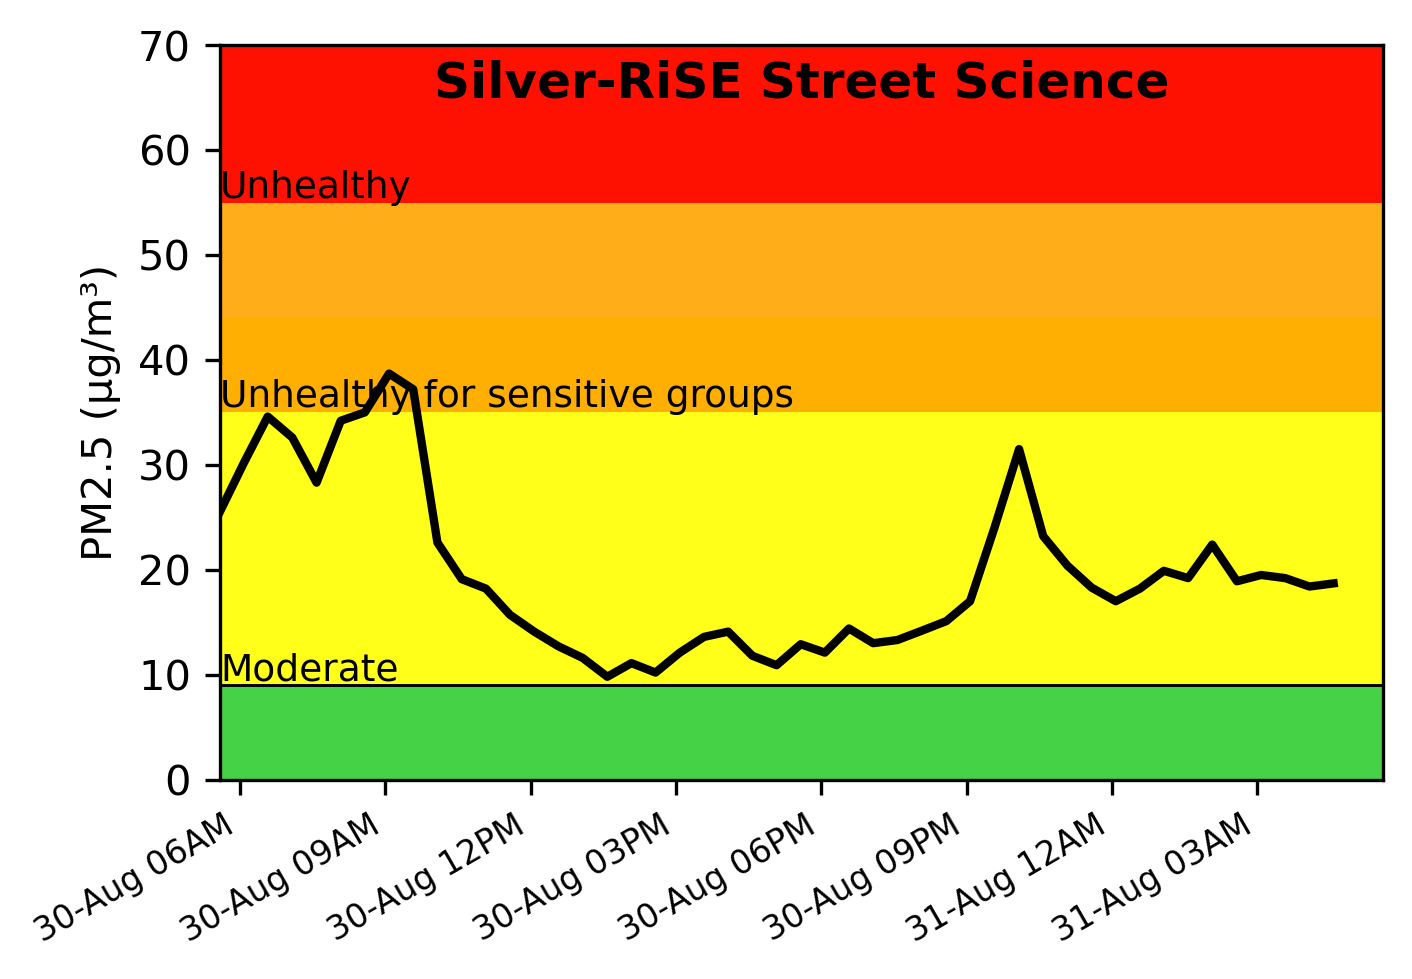 Silver-RiSE Street Science
70
60
50
40
30
20
10
0
PM2.5 (µg/m³)
Unhealthy
Unhealthy for sensitive groups
Moderate
30-Aug 06AM
30-Aug 09AM
30-Aug 12PM
30-Aug 03PM
30-Aug 06PM
30-Aug 09PM
31-Aug 12AM
31-Aug 03AM